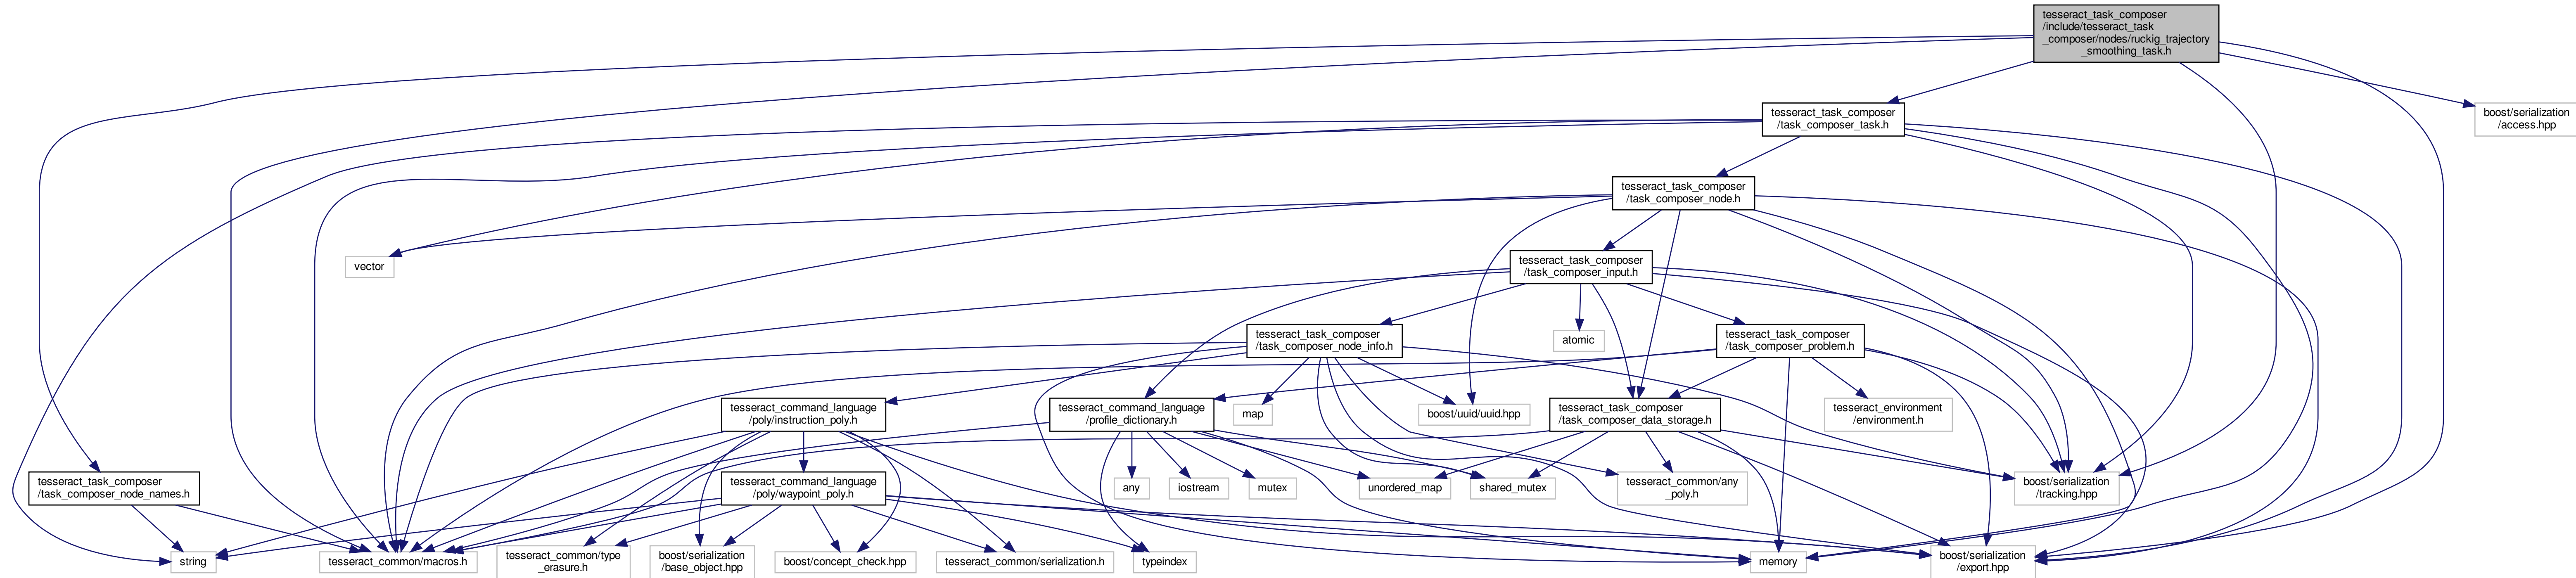 tesseract_task_composer
/include/tesseract_task
_composer/nodes/ruckig_trajectory
_smoothing_task.h
tesseract_task_composer
/task_composer_task.h
boost/serialization
/access.hpp
tesseract_task_composer
/task_composer_node.h
vector
tesseract_task_composer
/task_composer_input.h
tesseract_task_composer
/task_composer_node_info.h
atomic
tesseract_task_composer
/task_composer_problem.h
tesseract_command_language
/poly/instruction_poly.h
tesseract_command_language
/profile_dictionary.h
map
boost/uuid/uuid.hpp
tesseract_task_composer
/task_composer_data_storage.h
tesseract_environment
/environment.h
tesseract_task_composer
/task_composer_node_names.h
tesseract_command_language
/poly/waypoint_poly.h
any
iostream
mutex
unordered_map
shared_mutex
tesseract_common/any
_poly.h
boost/serialization
/tracking.hpp
string
tesseract_common/macros.h
tesseract_common/type
_erasure.h
boost/serialization
/base_object.hpp
boost/concept_check.hpp
tesseract_common/serialization.h
typeindex
memory
boost/serialization
/export.hpp